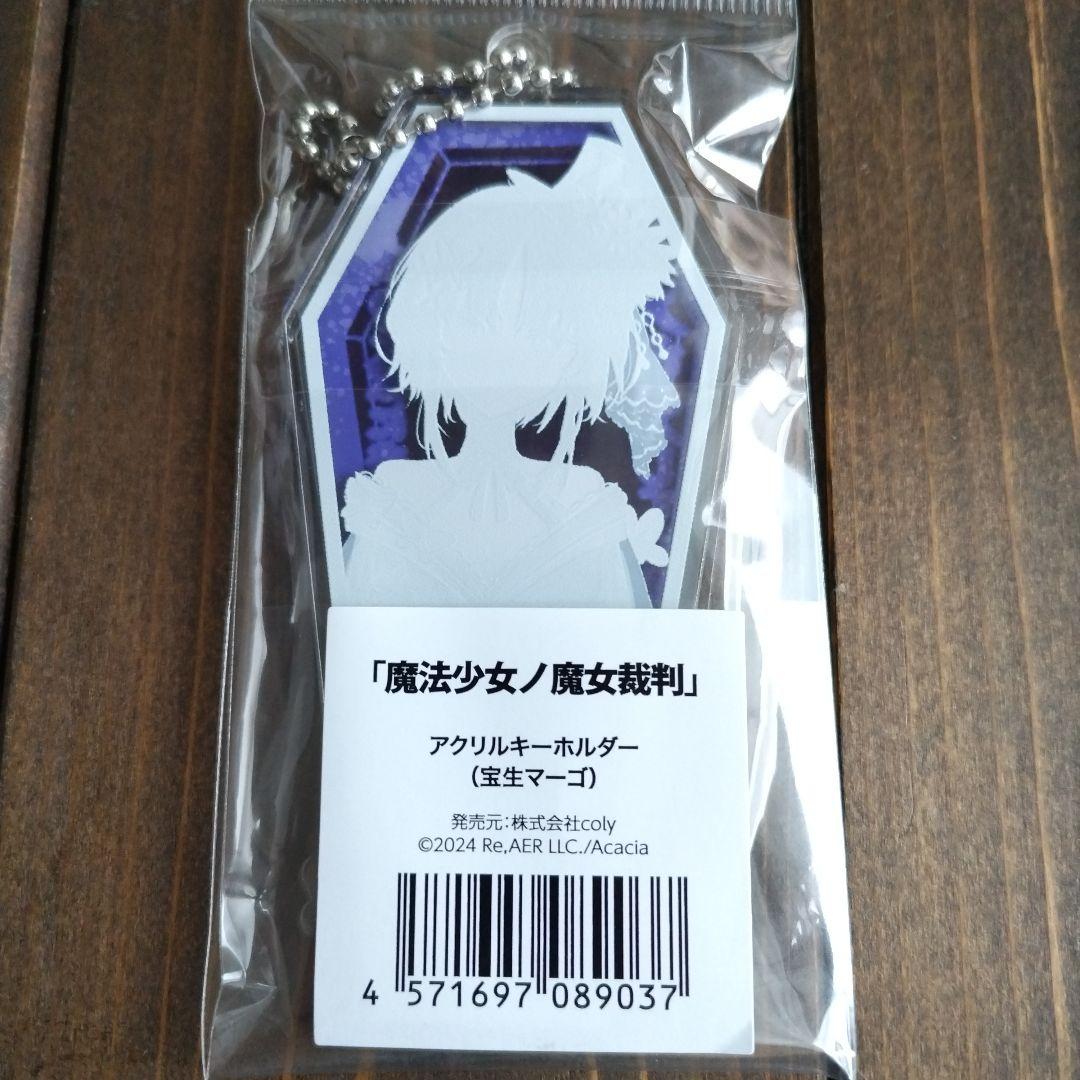 「魔法少女ノ魔女裁判」
アクリルキーホルダー
（宝生マーゴ）
発売元：株式会社coly
©2024 Re,AER LLC./Acacia
4 571697 089037